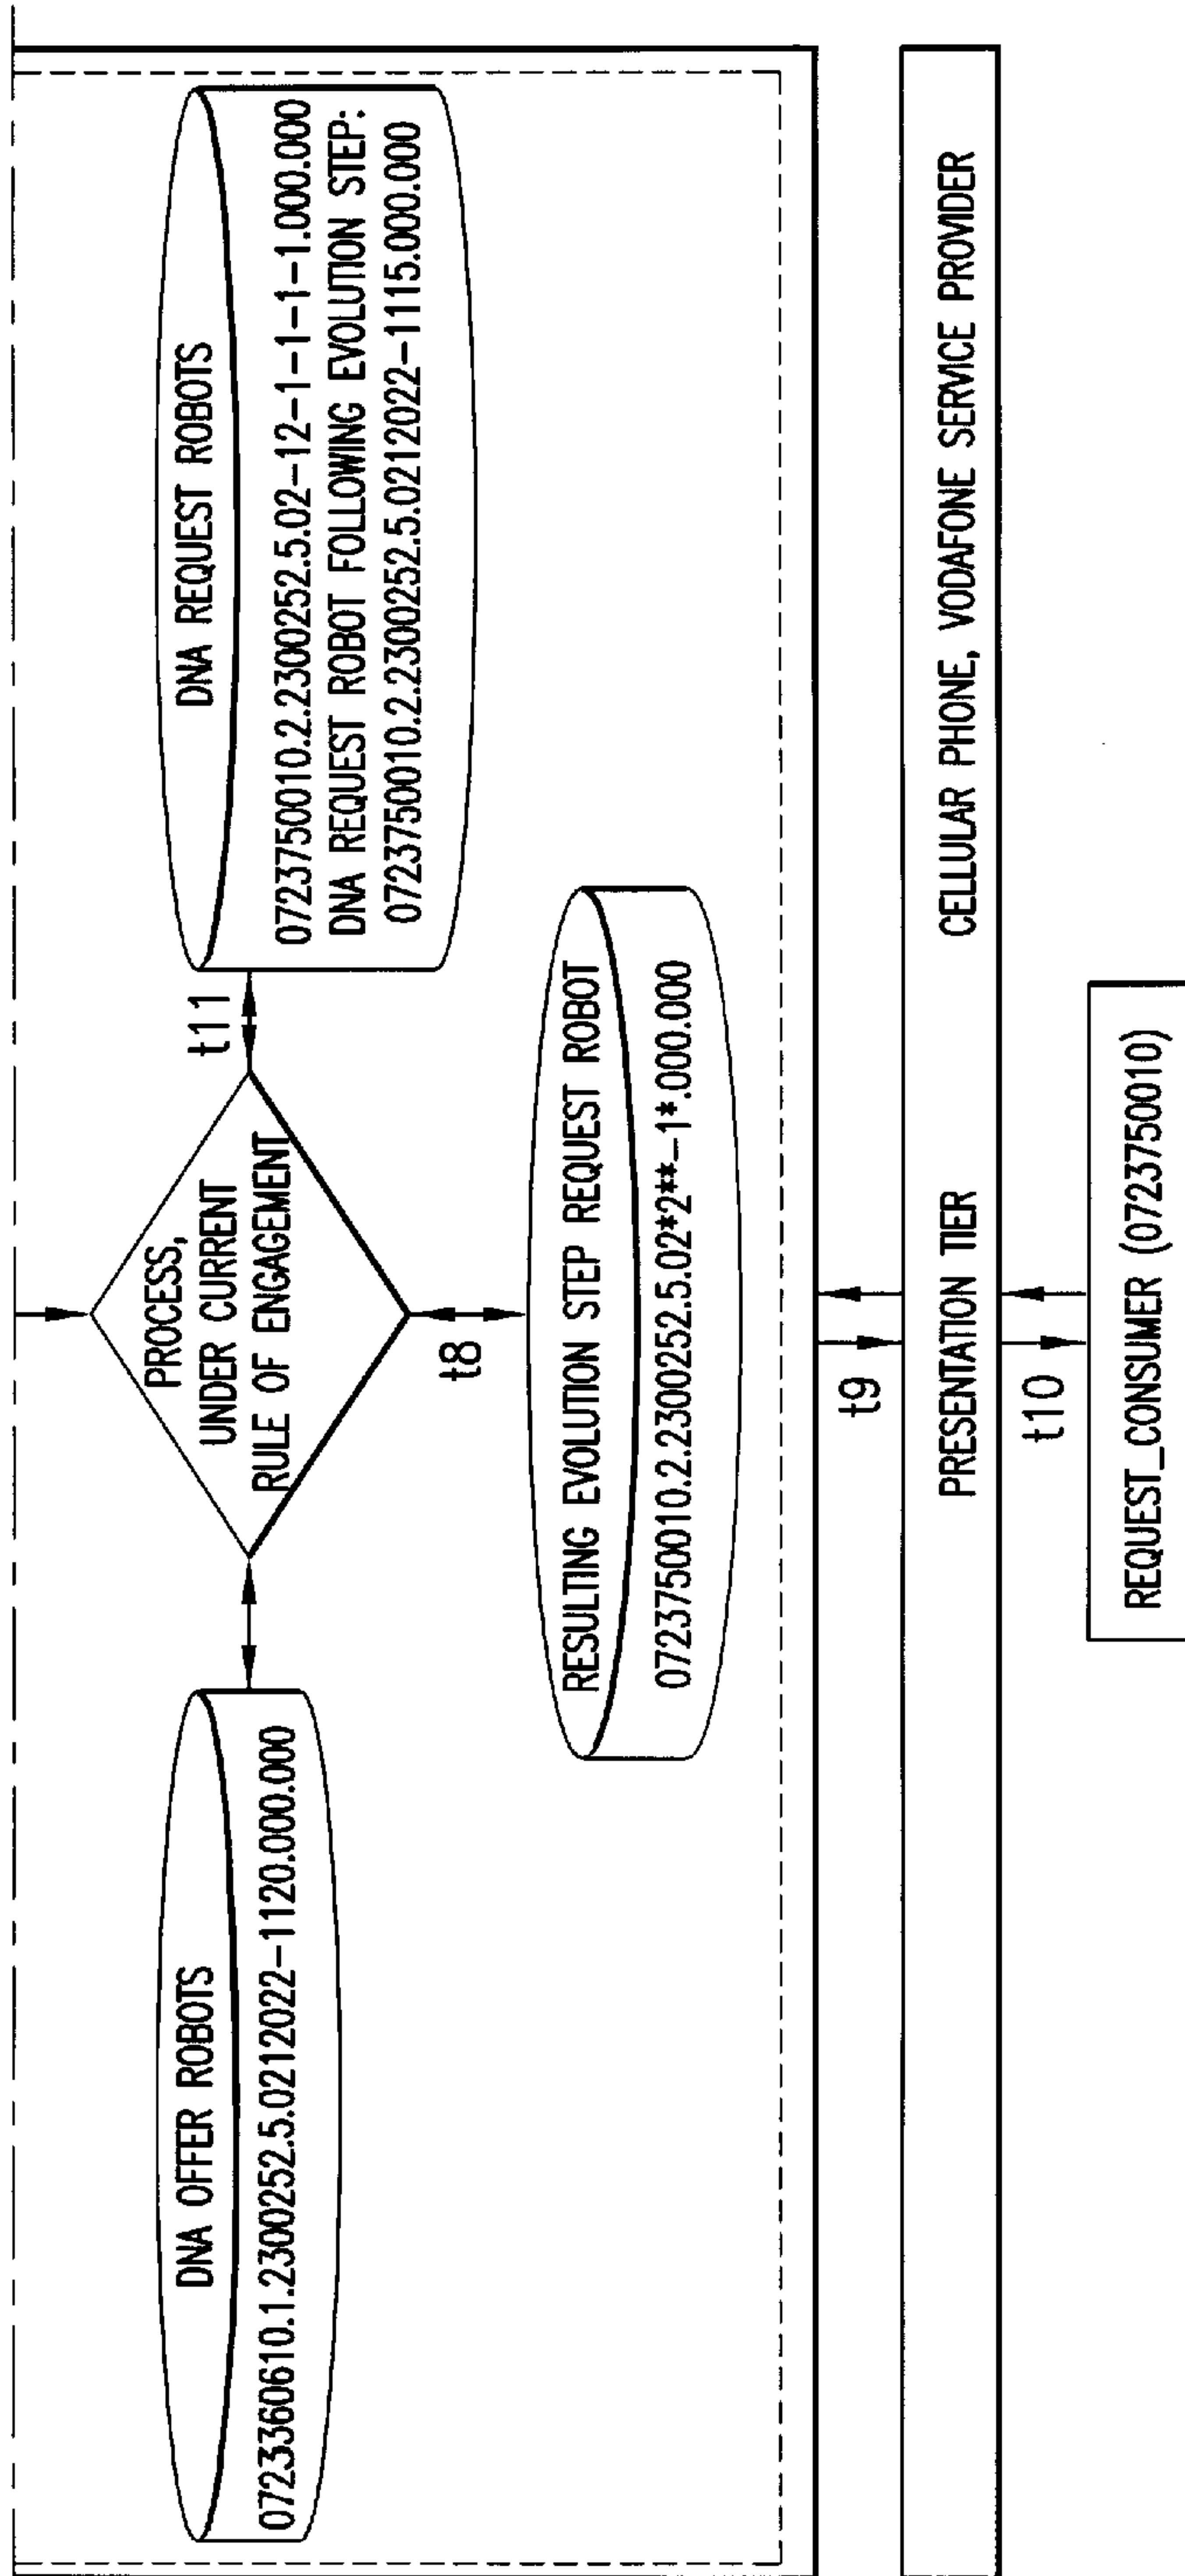 DNA OFFER ROBOTS
0723360610.1.2300252.5.0212022-1120.000.000
PROCESS,
UNDER CURRENT
RULE OF ENGAGEMENT
t11
DNA REQUEST ROBOTS
0723750010.2.2300252.5.02-12-1-1-1-1.000.000
DNA REQUEST ROBOT FOLLOWING EVOLUTION STEP:
0723750010.2.2300252.5.0212022-1115.000.000
t8
RESULTING EVOLUTION STEP REQUEST ROBOT
0723750010.2.2300252.5.02*2**-1*.000.000
t9
PRESENTATION TIER
CELLULAR PHONE, VODAFONE SERVICE PROVIDER
t10
REQUEST_CONSUMER (0723750010)